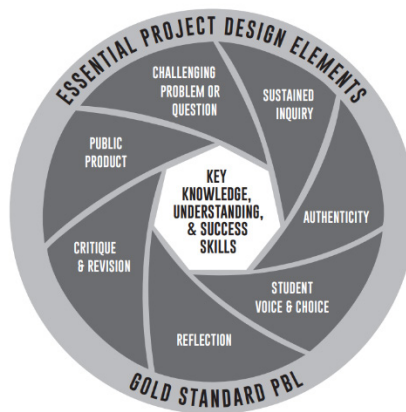 ESSENTIAL PROJECT DESIGN ELEMENTS
CHALLENGING
PROBLEM OR
QUESTION
SUSTAINED
INQUIRY
AUTHENTICITY
STUDENT
VOICE & CHOICE
REFLECTION
CRITIQUE
& REVISION
PUBLIC
PRODUCT
KEY
KNOWLEDGE,
UNDERSTANDING,
& SUCCESS
SKILLS
GOLD STANDARD PBL